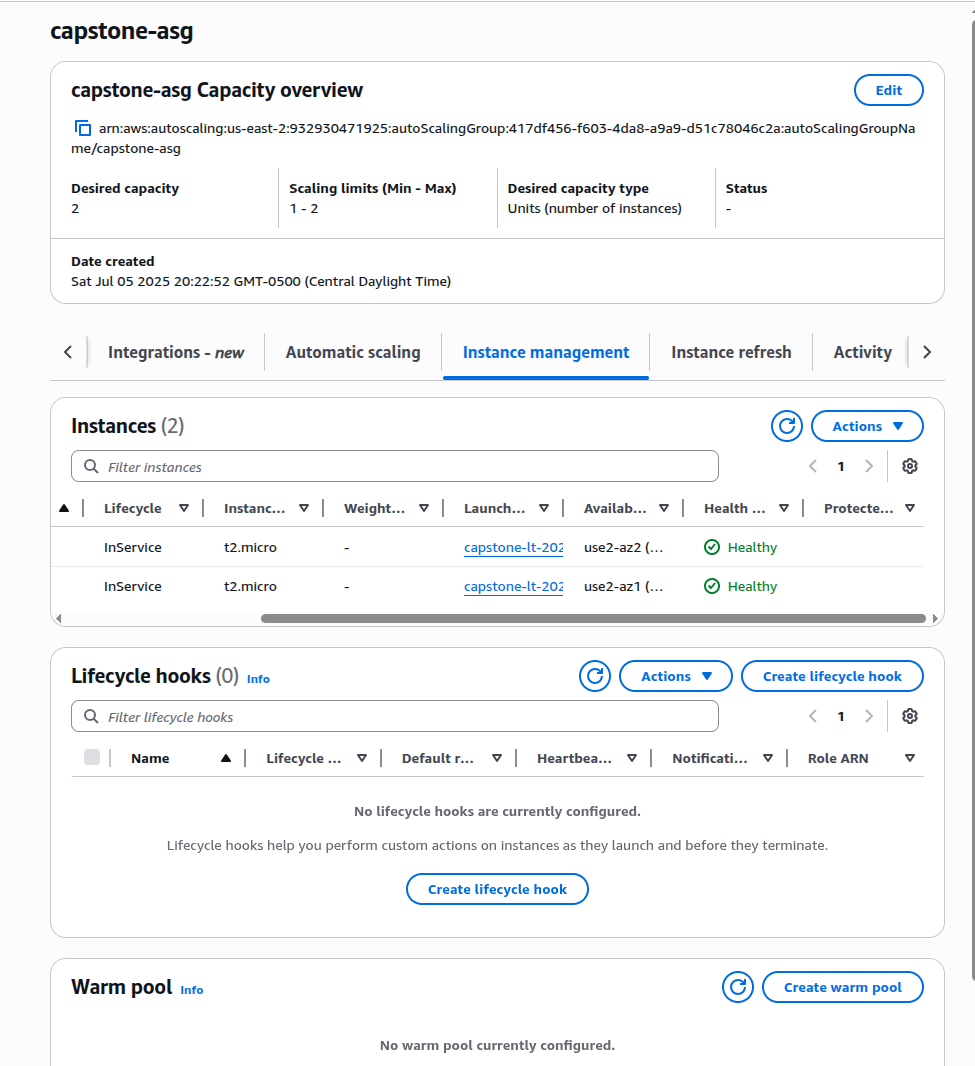 capstone-asg
capstone-asg Capacity overview
Edit
arn:aws:autoscaling:us-east-2:932930471925:autoScalingGroup:417df456-f603-4da8-a9a9-d51c78046c2a:autoScalingGroupNa
me/capstone-asg
Desired capacity
2
Scaling limits (Min - Max)
1 - 2
Desired capacity type
Units (number of instances)
Status
-
Date created
Sat Jul 05 2025 20:22:52 GMT-0500 (Central Daylight Time)
Integrations - new Automatic scaling Instance management Instance refresh Activity
Instances (2)
Actions
Filter instances
1
Lifecycle Instanc... Weight... Launch... Availab... Health ... Protecte...
InService t2.micro - capstone-lt-202 use2-az2 (... Healthy
InService t2.micro - capstone-lt-202 use2-az1 (... Healthy
Lifecycle hooks (0) Info
Actions
Create lifecycle hook
Filter lifecycle hooks
1
Name Lifecycle ... Default r... Heartbea... Notificati... Role ARN
No lifecycle hooks are currently configured.
Lifecycle hooks help you perform custom actions on instances as they launch and before they terminate.
Create lifecycle hook
Warm pool Info
Create warm pool
No warm pool currently configured.